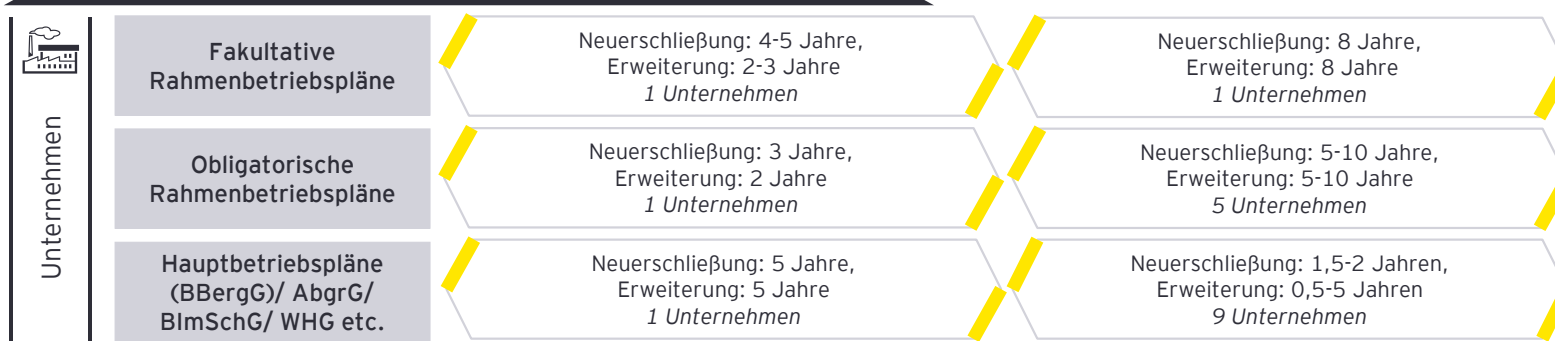 Unternehmen
Fakultative
Rahmenbetriebspläne
Neuerschließung: 4-5 Jahre,
Erweiterung: 2-3 Jahre
1 Unternehmen
Neuerschließung: 8 Jahre,
Erweiterung: 8 Jahre
1 Unternehmen
Obligatorische
Rahmenbetriebspläne
Neuerschließung: 3 Jahre,
Erweiterung: 2 Jahre
1 Unternehmen
Neuerschließung: 5-10 Jahre,
Erweiterung: 5-10 Jahre
5 Unternehmen
Hauptbetriebspläne
(BBergG)/ AbgrG/
BImSchG/ WHG etc.
Neuerschließung: 5 Jahre,
Erweiterung: 5 Jahre
1 Unternehmen
Neuerschließung: 1,5-2 Jahren,
Erweiterung: 0,5-5 Jahren
9 Unternehmen